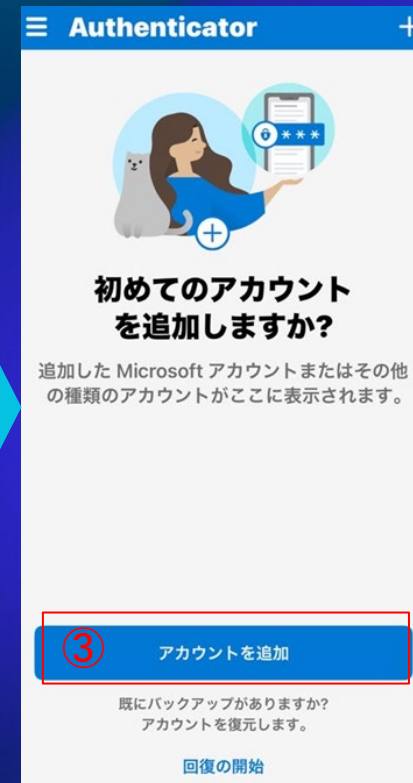 Authenticator
***
初めてのアカウント
を追加しますか?
追加した Microsoft アカウントまたはその他
の種類のアカウントがここに表示されます。
③
アカウントを追加
既にバックアップがありますか?
アカウントを復元します。
回復の開始